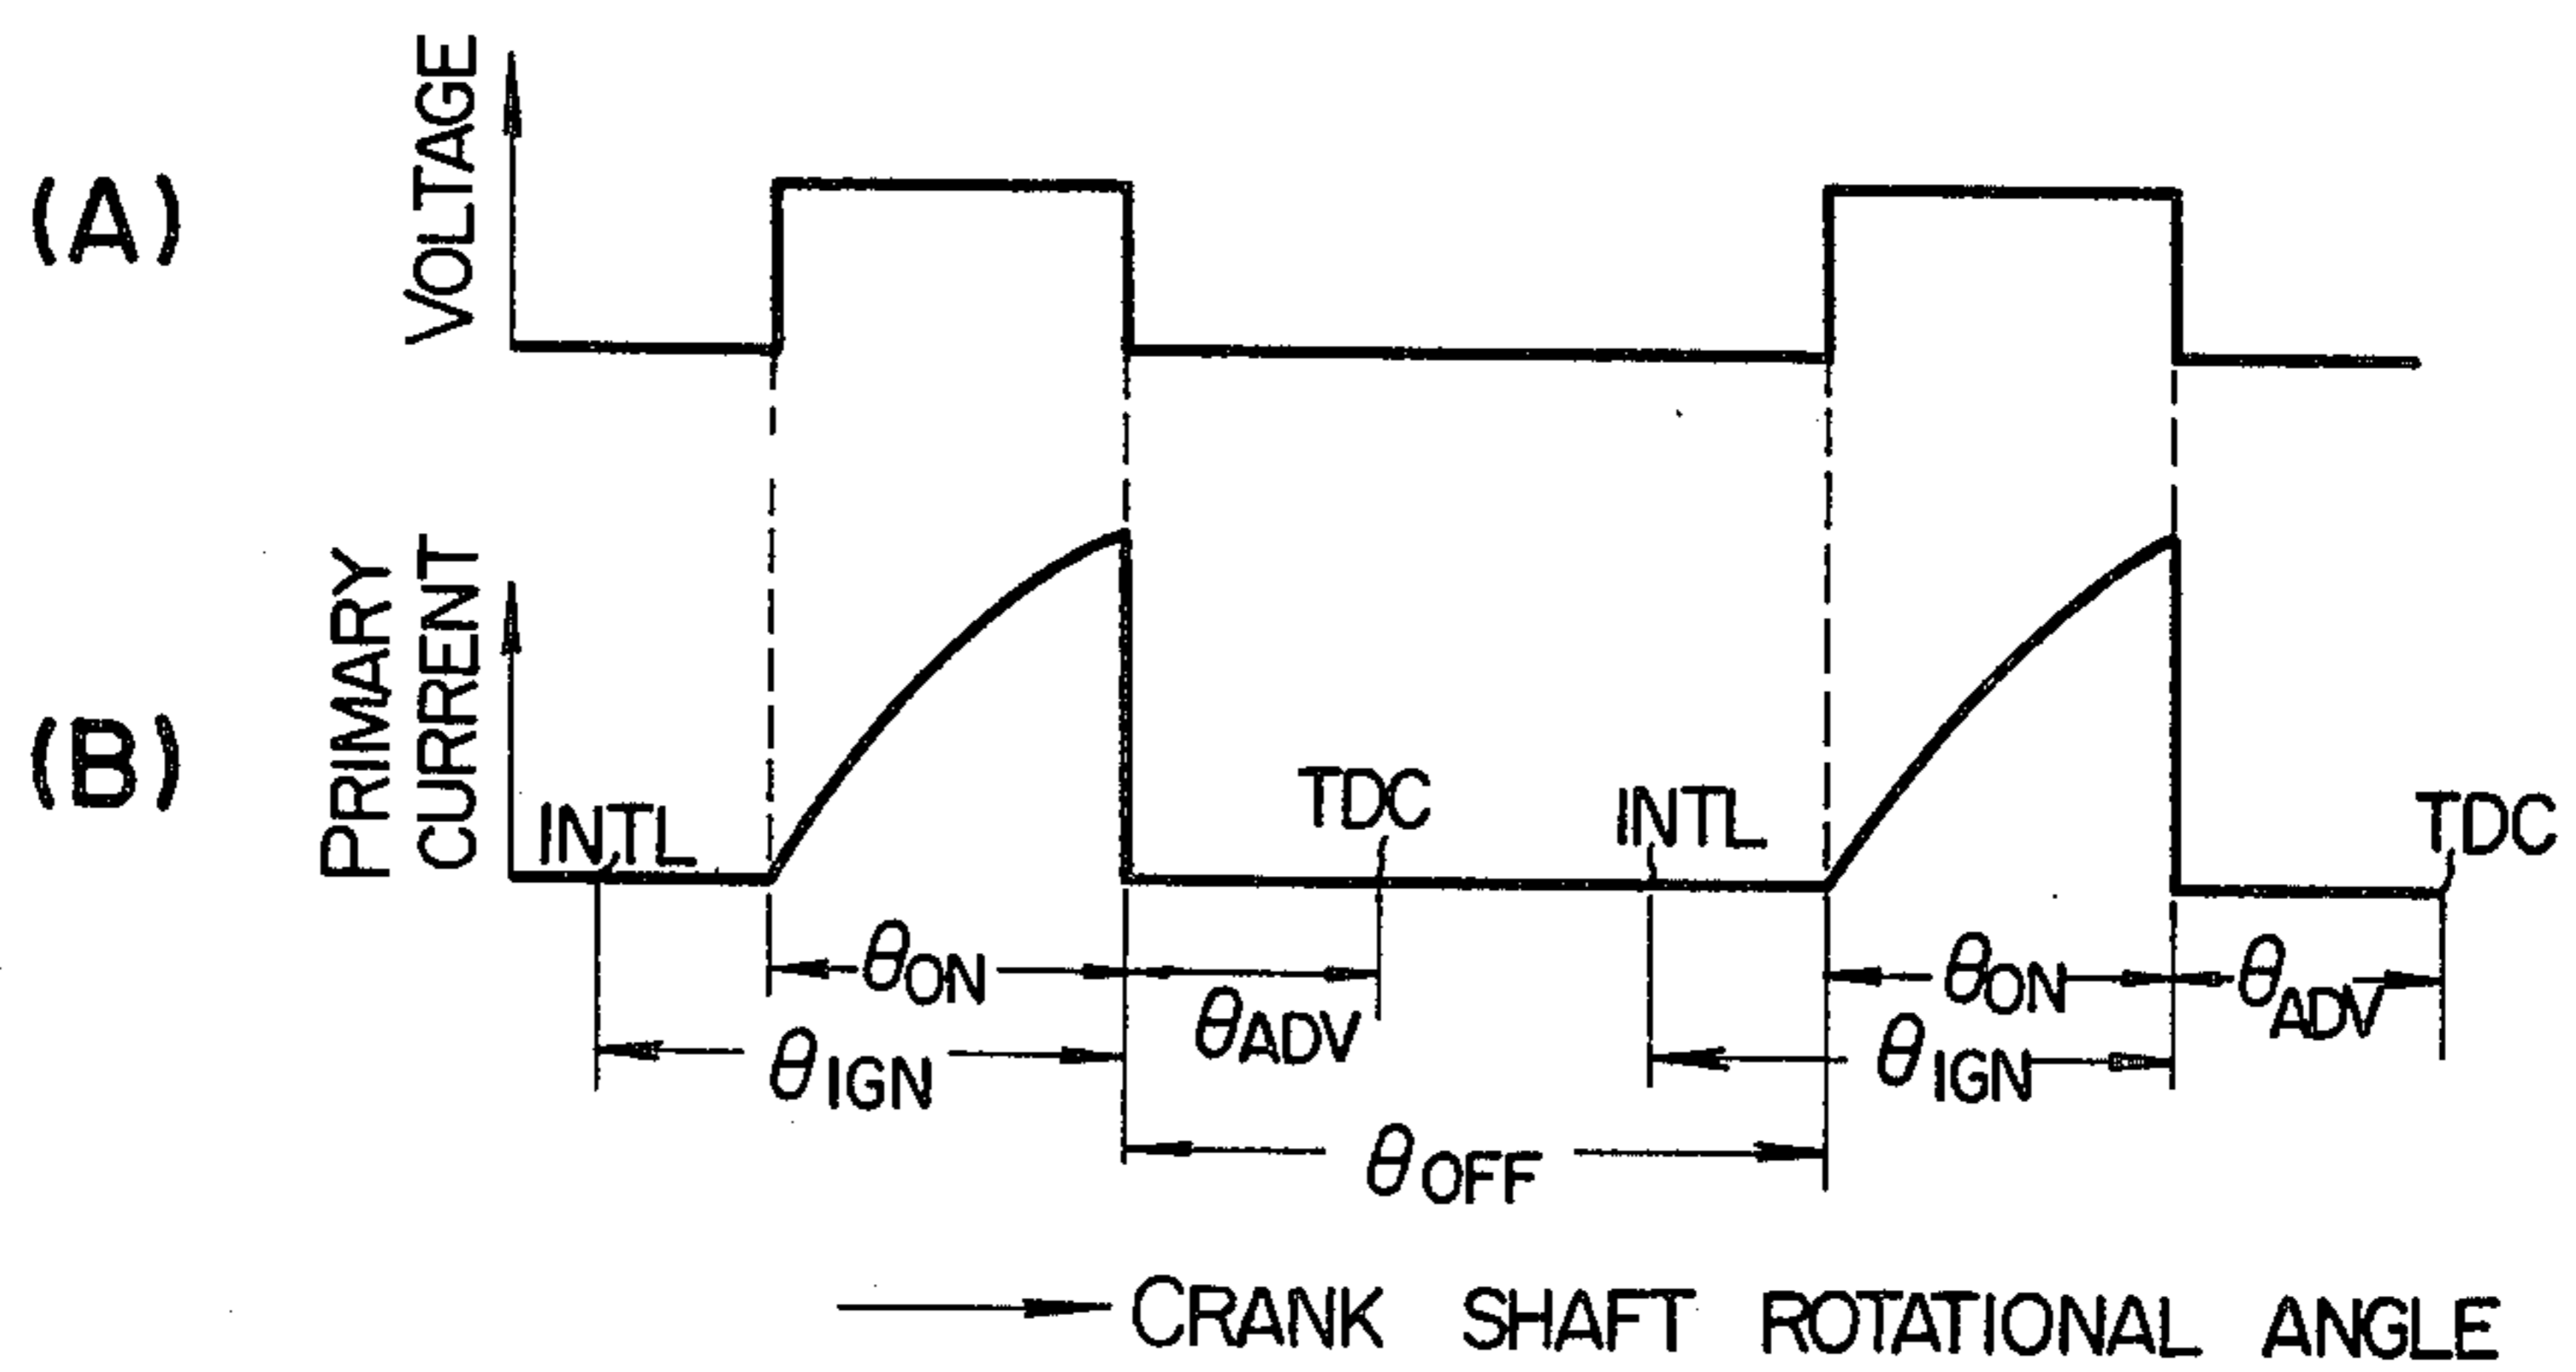 (A)
VOLTAGE
(B)
PRIMARY
CURRENT
INTL
TDC
INTL
TDC
θON
θADV
θIGN
θOFF
θON
θADV
θIGN
CRANK SHAFT ROTATIONAL ANGLE